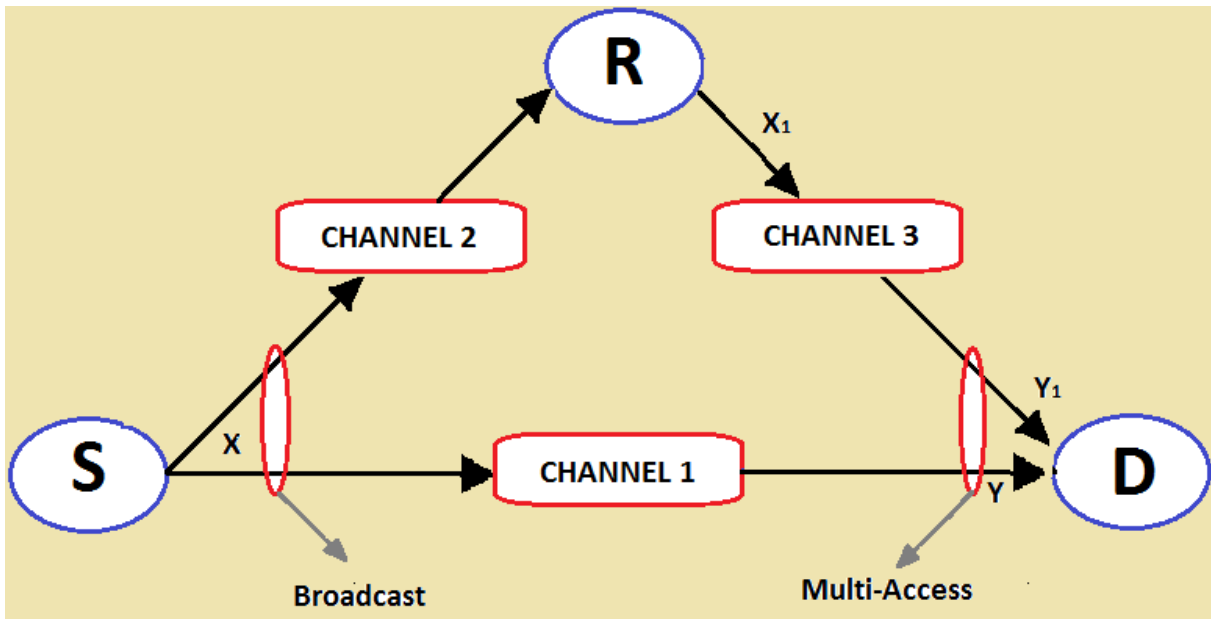 R
X₁
CHANNEL 2
CHANNEL 3
Y₁
X
S
CHANNEL 1
Y
D
Broadcast
Multi-Access